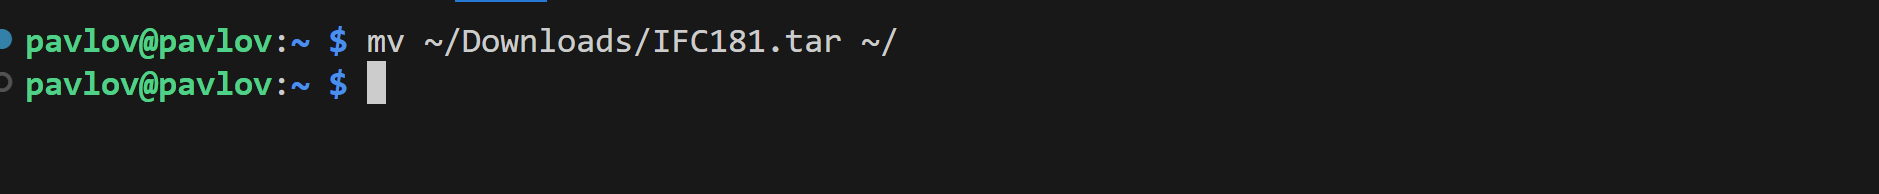 pavlov@pavlov:~ $ mv ~/Downloads/IFC181.tar ~/
pavlov@pavlov:~ $